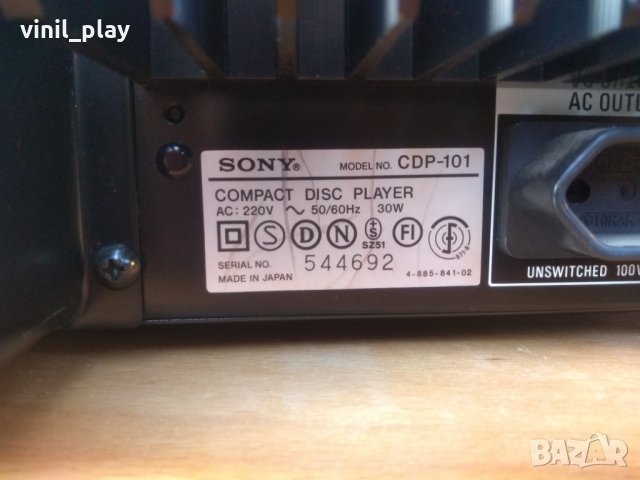 vinil_play
AC OUTL
SONY® MODEL NO. CDP-101
COMPACT DISC PLAYER
AC: 220V ~ 50/60Hz 30W
S D N S SZ51 FI
SERIAL NO. 544692
MADE IN JAPAN 4-885-841-02
UNSWITCHED 100W
BAZAR